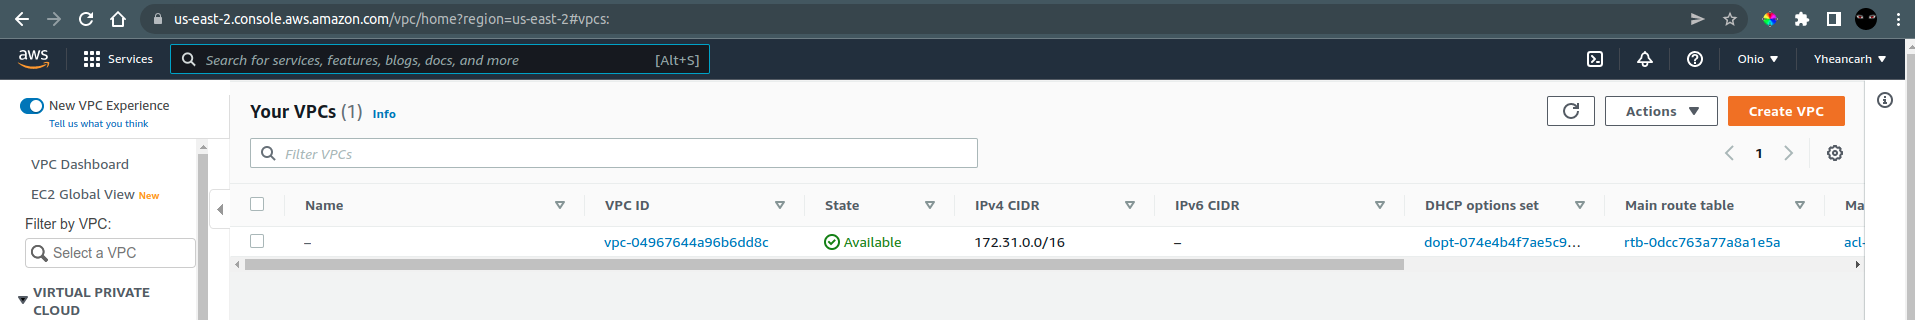 us-east-2.console.aws.amazon.com/vpc/home?region=us-east-2#vpcs:
aws Services Search for services, features, blogs, docs, and more [Alt+S] Ohio Yheancarh
New VPC Experience
Tell us what you think
VPC Dashboard
EC2 Global View New
Filter by VPC:
Select a VPC
VIRTUAL PRIVATE
CLOUD
Your VPCs (1) Info Actions Create VPC
Filter VPCs 1
Name VPC ID State IPv4 CIDR IPv6 CIDR DHCP options set Main route table Ma
– vpc-04967644a96b6dd8c Available 172.31.0.0/16 – dopt-074e4b4f7ae5c9... rtb-0dcc763a77a8a1e5a acl-